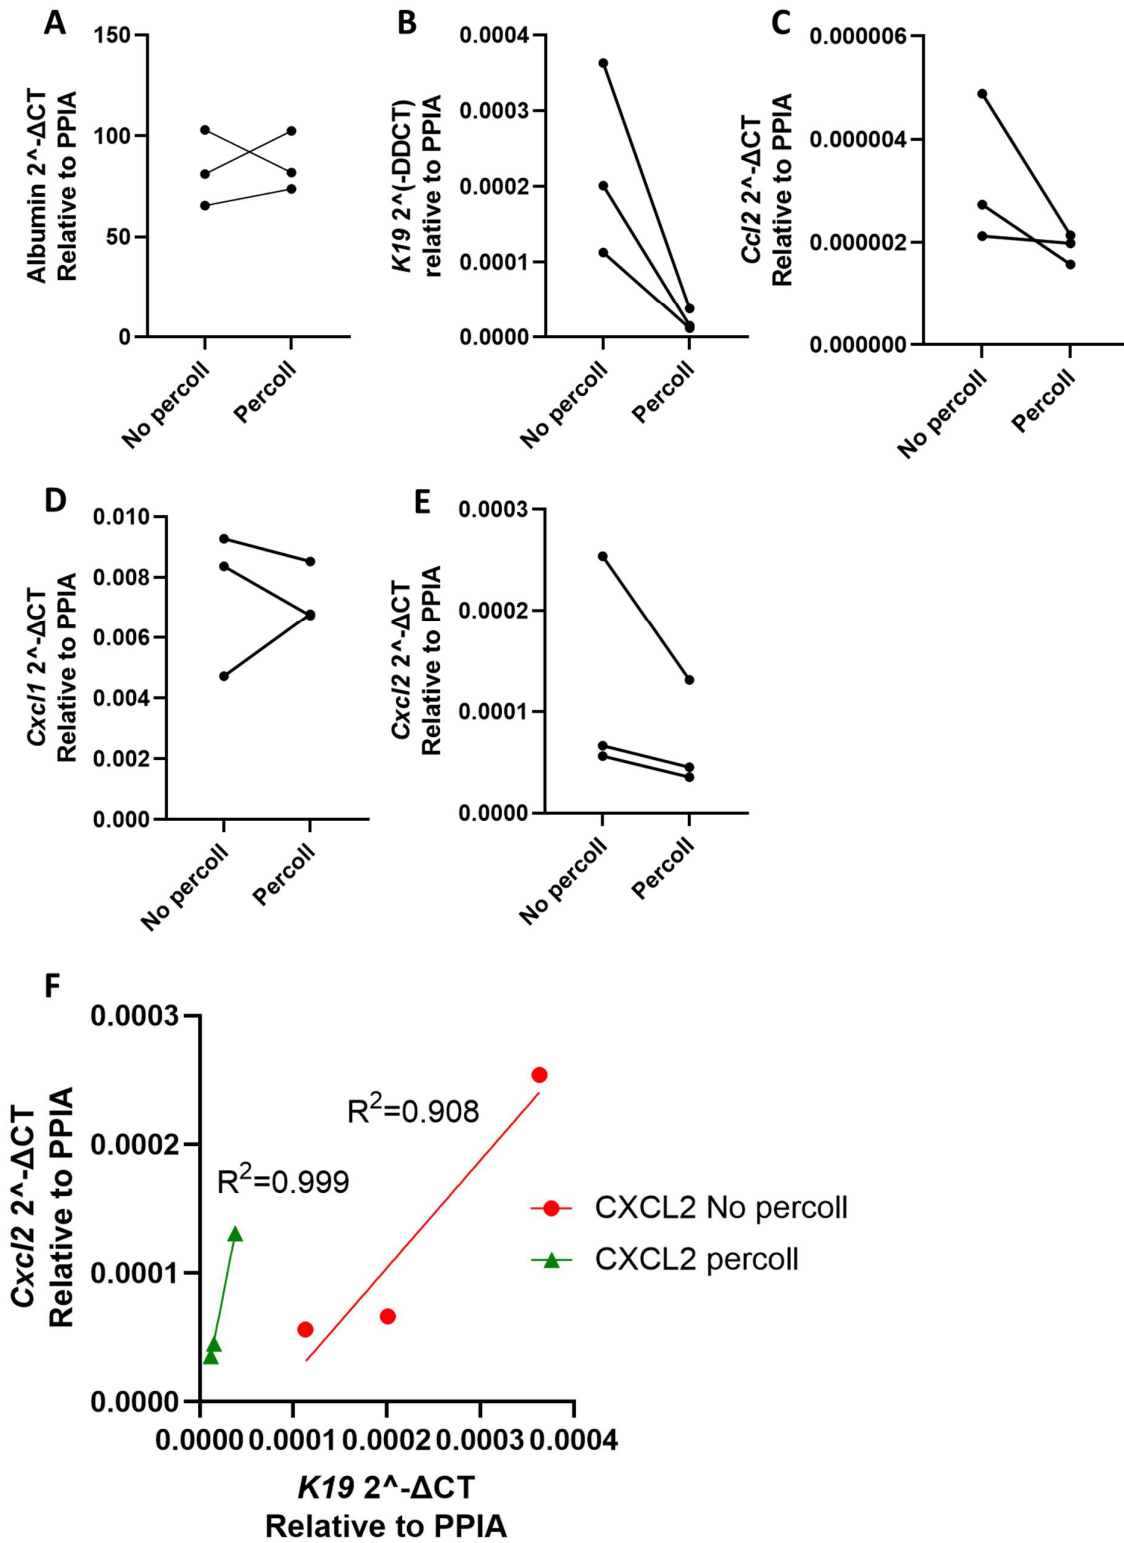 A
Albumin 2^-ΔCT
Relative to PPIA
150
100
50
0
No percoll
Percoll
B
K19 2^(-DDCT)
relative to PPIA
0.0004
0.0003
0.0002
0.0001
0.0000
No percoll
Percoll
C
Ccl2 2^-ΔCT
Relative to PPIA
0.000006
0.000004
0.000002
0.000000
No percoll
Percoll
D
Cxcl1 2^-ΔCT
Relative to PPIA
0.010
0.008
0.006
0.004
0.002
0.000
No percoll
Percoll
E
Cxcl2 2^-ΔCT
Relative to PPIA
0.0003
0.0002
0.0001
0.0000
No percoll
Percoll
F
Cxcl2 2^-ΔCT
Relative to PPIA
0.0003
0.0002
0.0001
0.0000
R²=0.908
R²=0.999
CXCL2 No percoll
CXCL2 percoll
0.0000 0.0001 0.0002 0.0003 0.0004
K19 2^-ΔCT
Relative to PPIA